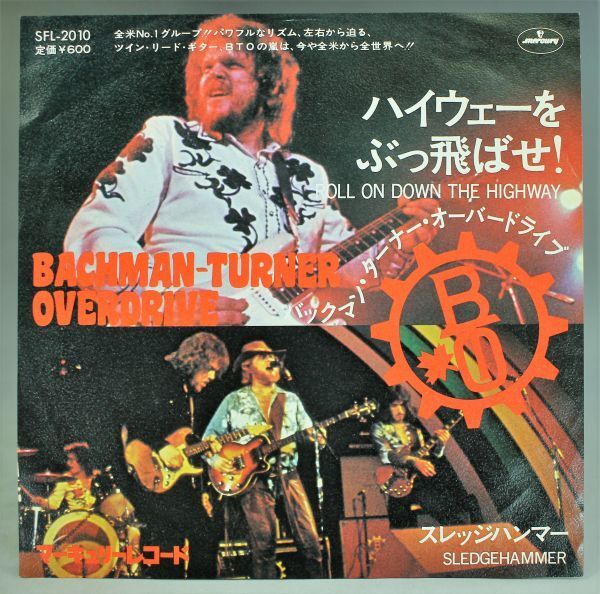 SFL-2010
定価¥600
全米No.1グループ!!パワフルなリズム、左右から迫る、
ツイン・リード・ギター、BTOの嵐は、今や全米から全世界へ!!
mercury
ハイウェーを
ぶっ飛ばせ!
ROLL ON DOWN THE HIGHWAY
BACHMAN-TURNER
OVERDRIVE
バックマン・ターナー・オーバードライブ
BTO
スレッジハンマー
SLEDGEHAMMER
マーキュリーレコード